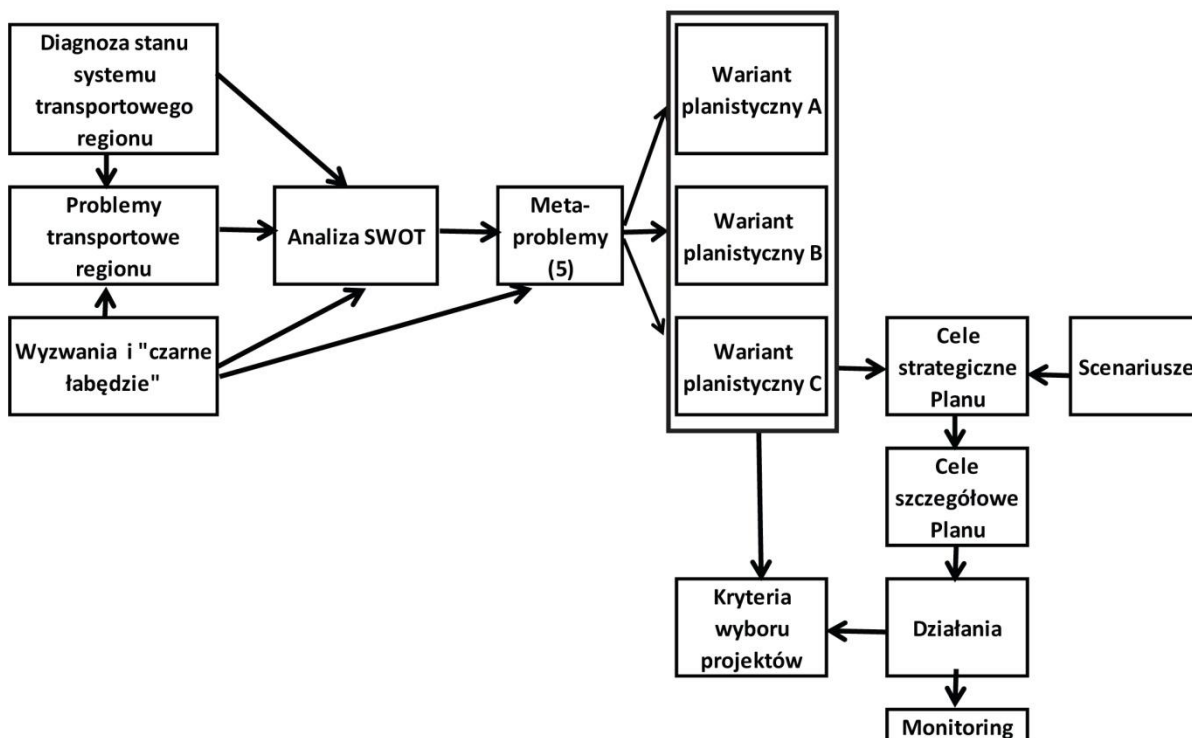 Diagnoza stanu
systemu
transportowego
regionu
Problemy
transportowe
regionu
Wyzwania i "czarne
łabędzie"
Analiza SWOT
Meta-
problemy
(5)
Wariant
planistyczny A
Wariant
planistyczny B
Wariant
planistyczny C
Cele
strategiczne
Planu
Scenariusze
Cele
szczegółowe
Planu
Kryteria
wyboru
projektów
Działania
Monitoring